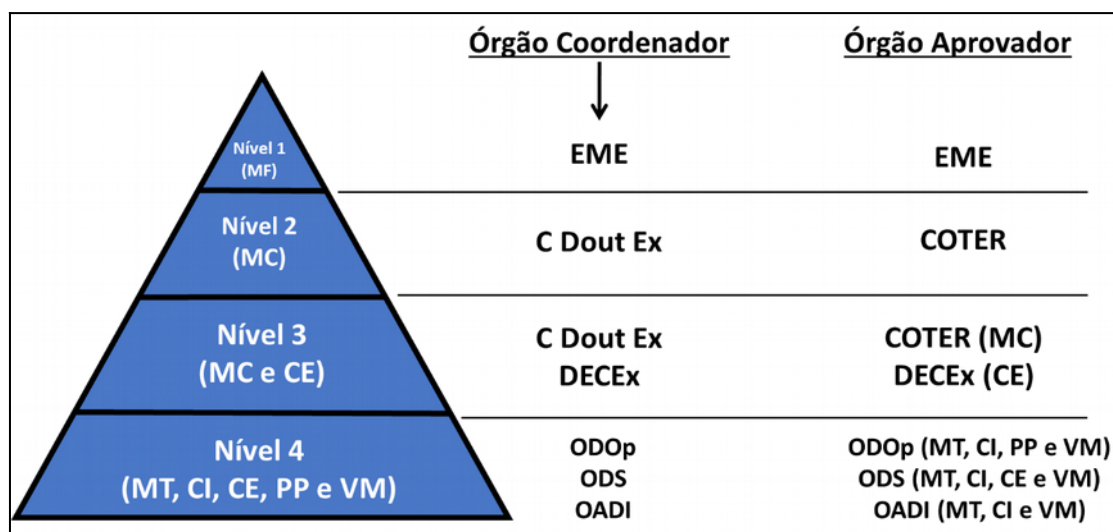 Órgão Coordenador
Órgão Aprovador
Nível 1
(MF)
EME
EME
Nível 2
(MC)
C Dout Ex
COTER
Nível 3
(MC e CE)
C Dout Ex
DECEx
COTER (MC)
DECEx (CE)
Nível 4
(MT, CI, CE, PP e VM)
ODOp
ODS
OADI
ODOp (MT, CI, PP e VM)
ODS (MT, CI, CE e VM)
OADI (MT, CI e VM)